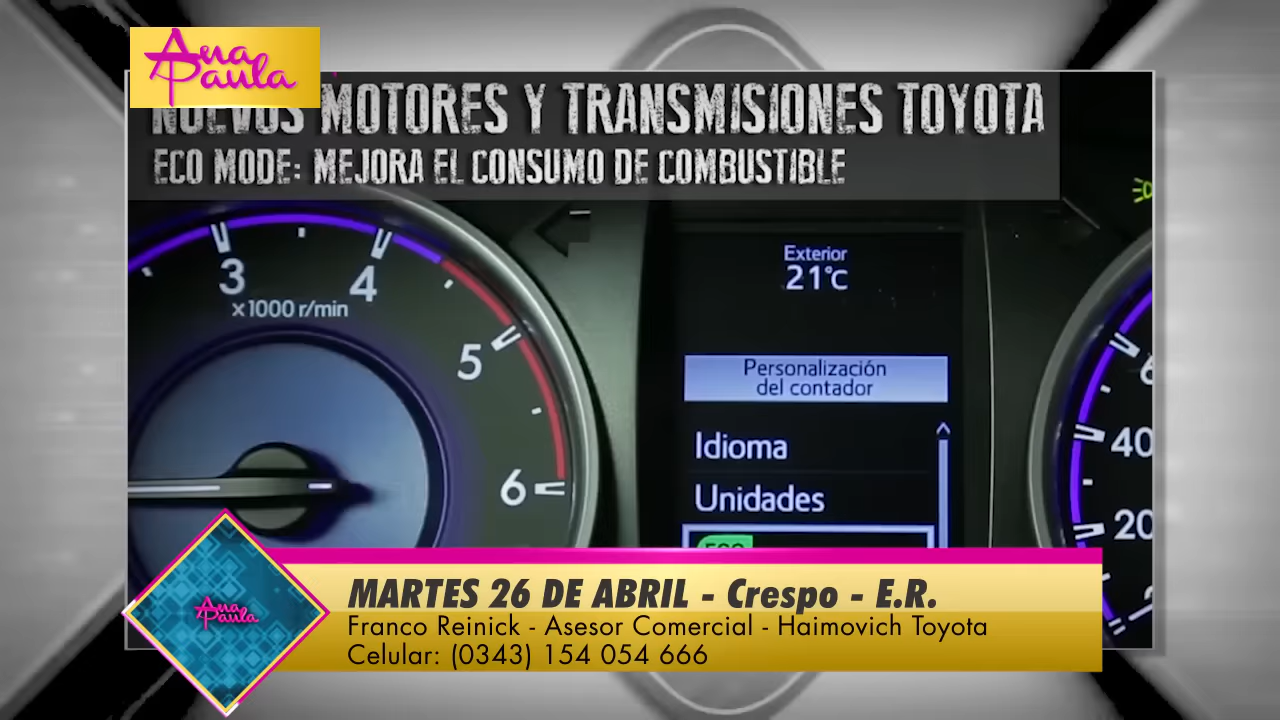 Ana
Paula
NUEVOS MOTORES Y TRANSMISIONES TOYOTA
ECO MODE: MEJORA EL CONSUMO DE COMBUSTIBLE
Exterior
21°C
3
4
x1000 r/min
5
6
Personalización
del contador
Idioma
Unidades
ECO
40
20
Ana
Paula
MARTES 26 DE ABRIL - Crespo - E.R.
Franco Reinick - Asesor Comercial - Haimovich Toyota
Celular: (0343) 154 054 666